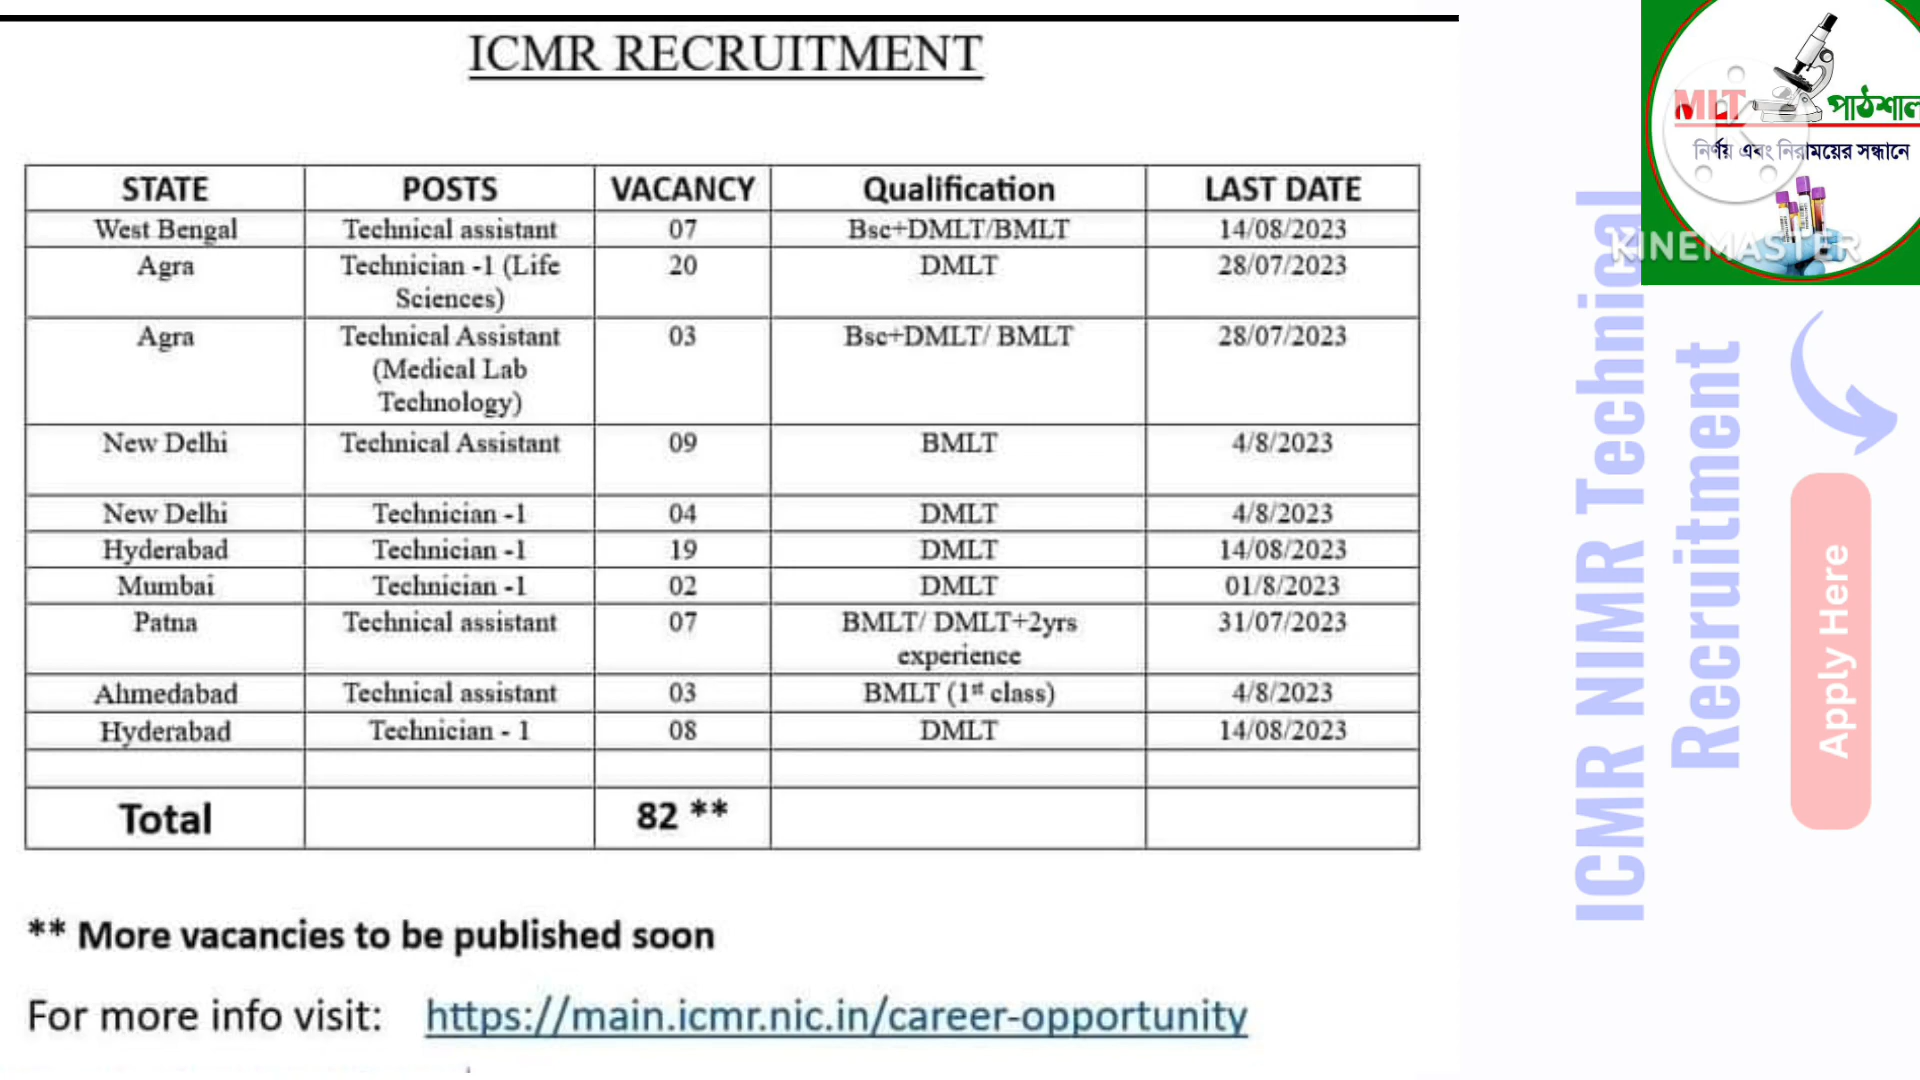 ICMR RECRUITMENT
STATE POSTS VACANCY Qualification LAST DATE
West Bengal Technical assistant 07 Bsc+DMLT/BMLT 14/08/2023
Agra Technician -1 (Life Sciences) 20 DMLT 28/07/2023
Agra Technical Assistant (Medical Lab Technology) 03 Bsc+DMLT/ BMLT 28/07/2023
New Delhi Technical Assistant 09 BMLT 4/8/2023
New Delhi Technician -1 04 DMLT 4/8/2023
Hyderabad Technician -1 19 DMLT 14/08/2023
Mumbai Technician -1 02 DMLT 01/8/2023
Patna Technical assistant 07 BMLT/ DMLT+2yrs experience 31/07/2023
Ahmedabad Technical assistant 03 BMLT (1st class) 4/8/2023
Hyderabad Technician - 1 08 DMLT 14/08/2023
Total 82 **
** More vacancies to be published soon
For more info visit: https://main.icmr.nic.in/career-opportunity
MLT পাঠশাল
নির্ণয় এবং নিরাময়ের সন্ধানে
KINEMASTER
ICMR NIMR Technical
Recruitment
Apply Here